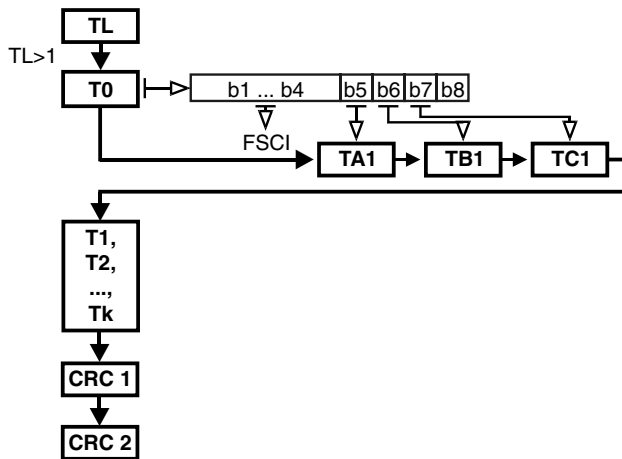 TL
TL>1
T0
b1 ... b4 b5 b6 b7 b8
FSCI
TA1 TB1 TC1
T1,
T2,
...,
Tk
CRC 1
CRC 2